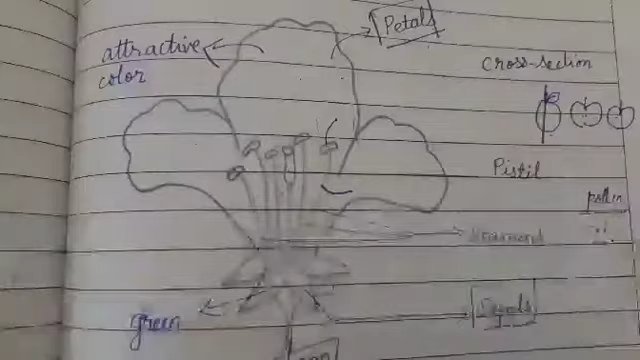 Petals
attractive
color
cross-section
Pistil
pollen
green
Sepals